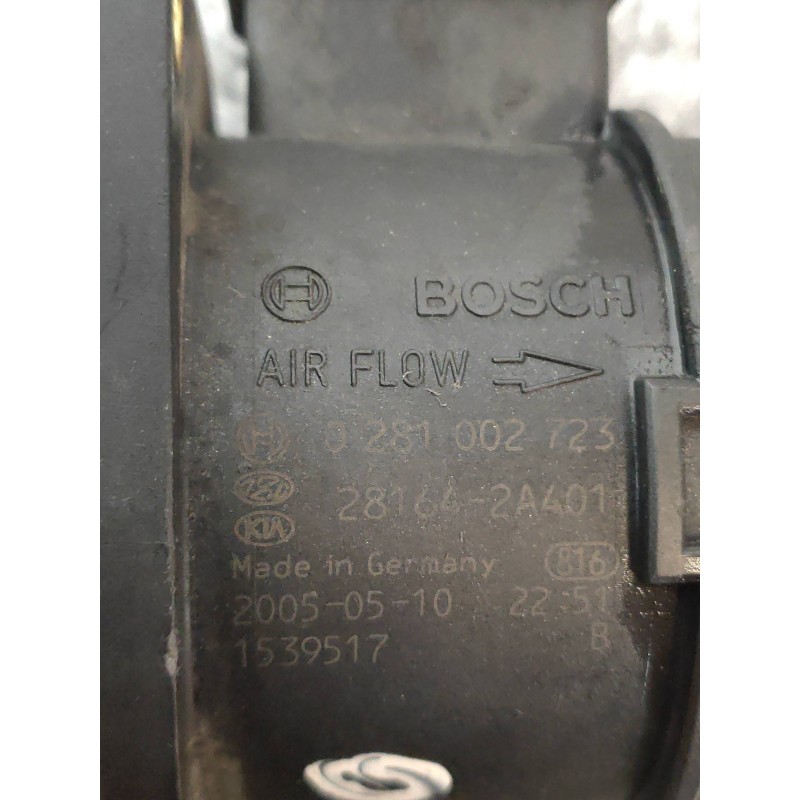 BOSCH
AIR FLOW
0 281 002 723
28164-2A401
KIA
Made in Germany 816
2005-05-10 22:51
1539517 B